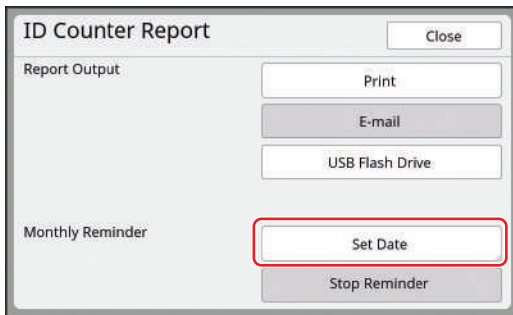 ID Counter Report
Close
Report Output
Print
E-mail
USB Flash Drive
Monthly Reminder
Set Date
Stop Reminder